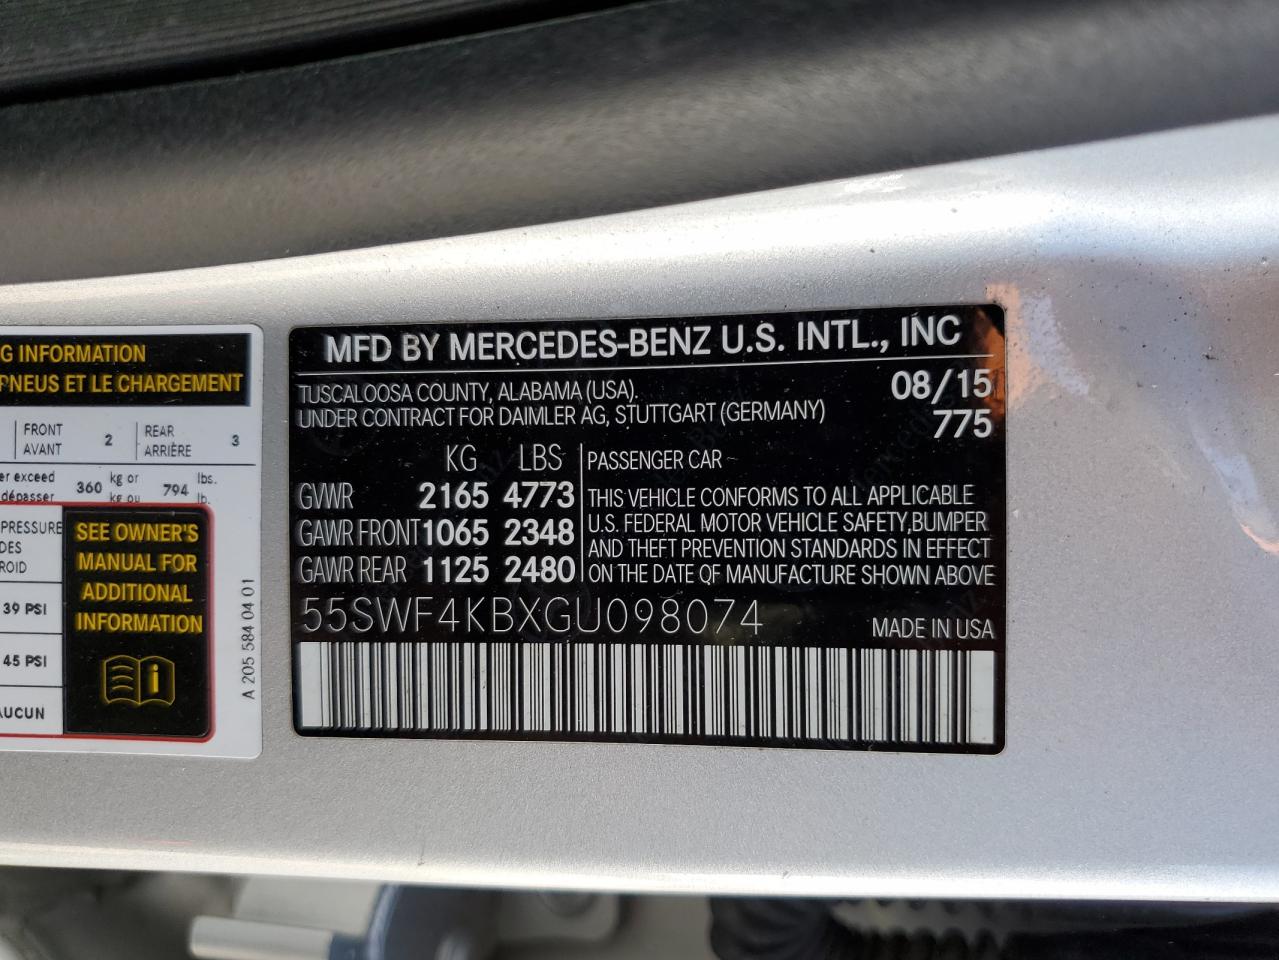 G INFORMATION
PNEUS ET LE CHARGEMENT
FRONT
AVANT 2
REAR
ARRIÈRE 3
er exceed
dépasser 360 kg or
kg ou 794 lbs.
lb.
PRESSURE
DES
ROID
39 PSI
45 PSI
AUCUN
SEE OWNER'S
MANUAL FOR
ADDITIONAL
INFORMATION
A 205 584 04 01
MFD BY MERCEDES-BENZ U.S. INTL., INC
TUSCALOOSA COUNTY, ALABAMA (USA). 08/15
UNDER CONTRACT FOR DAIMLER AG, STUTTGART (GERMANY) 775
KG LBS
GVWR 2165 4773
GAWR FRONT 1065 2348
GAWR REAR 1125 2480
PASSENGER CAR
THIS VEHICLE CONFORMS TO ALL APPLICABLE
U.S. FEDERAL MOTOR VEHICLE SAFETY,BUMPER
AND THEFT PREVENTION STANDARDS IN EFFECT
ON THE DATE OF MANUFACTURE SHOWN ABOVE
55SWF4KBXGU098074
MADE IN USA